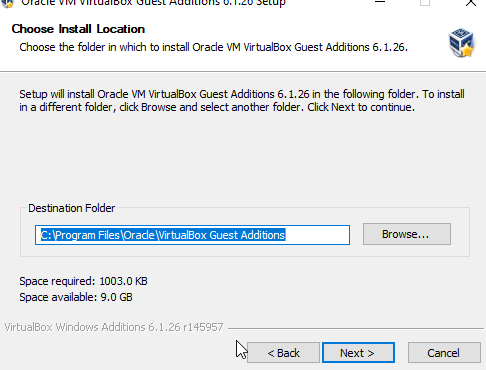 Oracle VM VirtualBox Guest Additions 6.1.26 Setup
Choose Install Location
Choose the folder in which to install Oracle VM VirtualBox Guest Additions 6.1.26.
Setup will install Oracle VM VirtualBox Guest Additions 6.1.26 in the following folder. To install
in a different folder, click Browse and select another folder. Click Next to continue.
Destination Folder
C:\Program Files\Oracle\VirtualBox Guest Additions
Browse...
Space required: 1003.0 KB
Space available: 9.0 GB
VirtualBox Windows Additions 6.1.26 r145957
< Back
Next >
Cancel